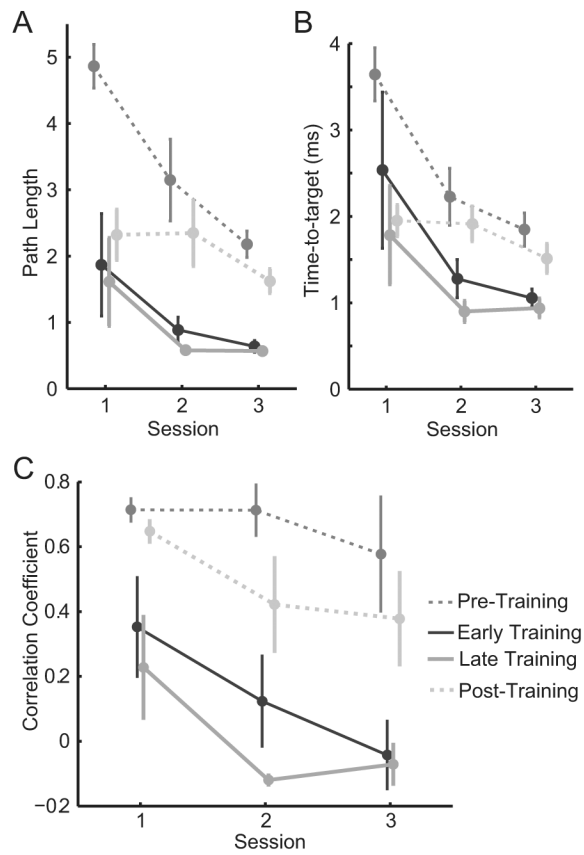 A
5
4
3
2
1
0
Path Length
1 2 3
Session
B
4
3
2
1
0
Time-to-target (ms)
1 2 3
Session
C
0.8
0.6
0.4
0.2
0
−02
Correlation Coefficient
1 2 3
Session
Pre-Training
Early Training
Late Training
Post-Training